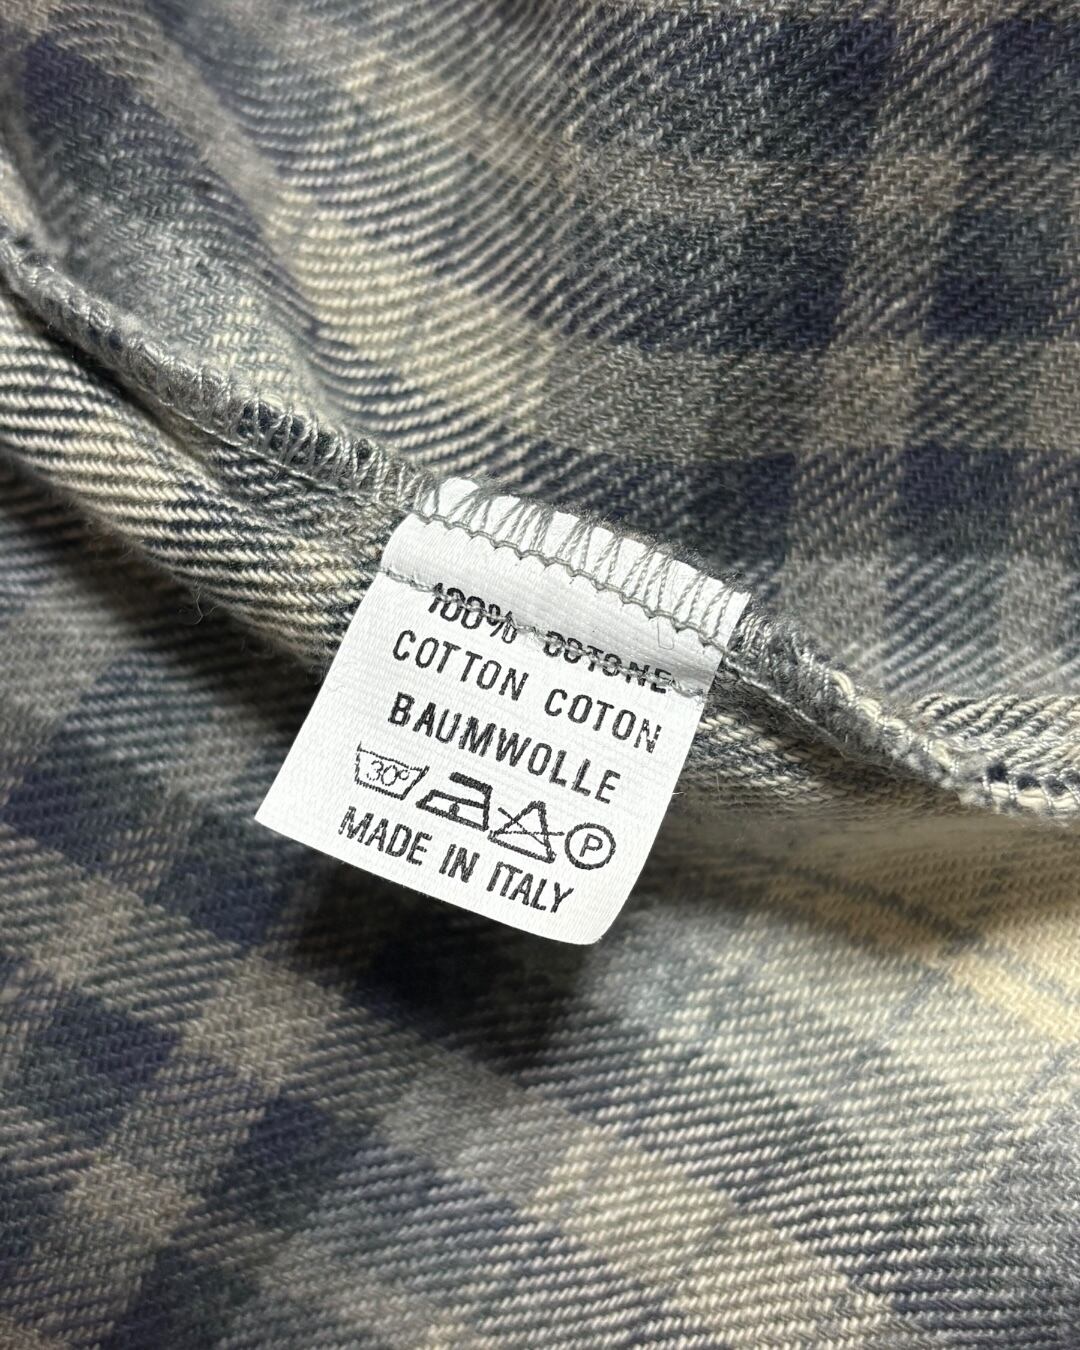 100% COTONE
COTTON COTON
BAUMWOLLE
30° P
MADE IN ITALY